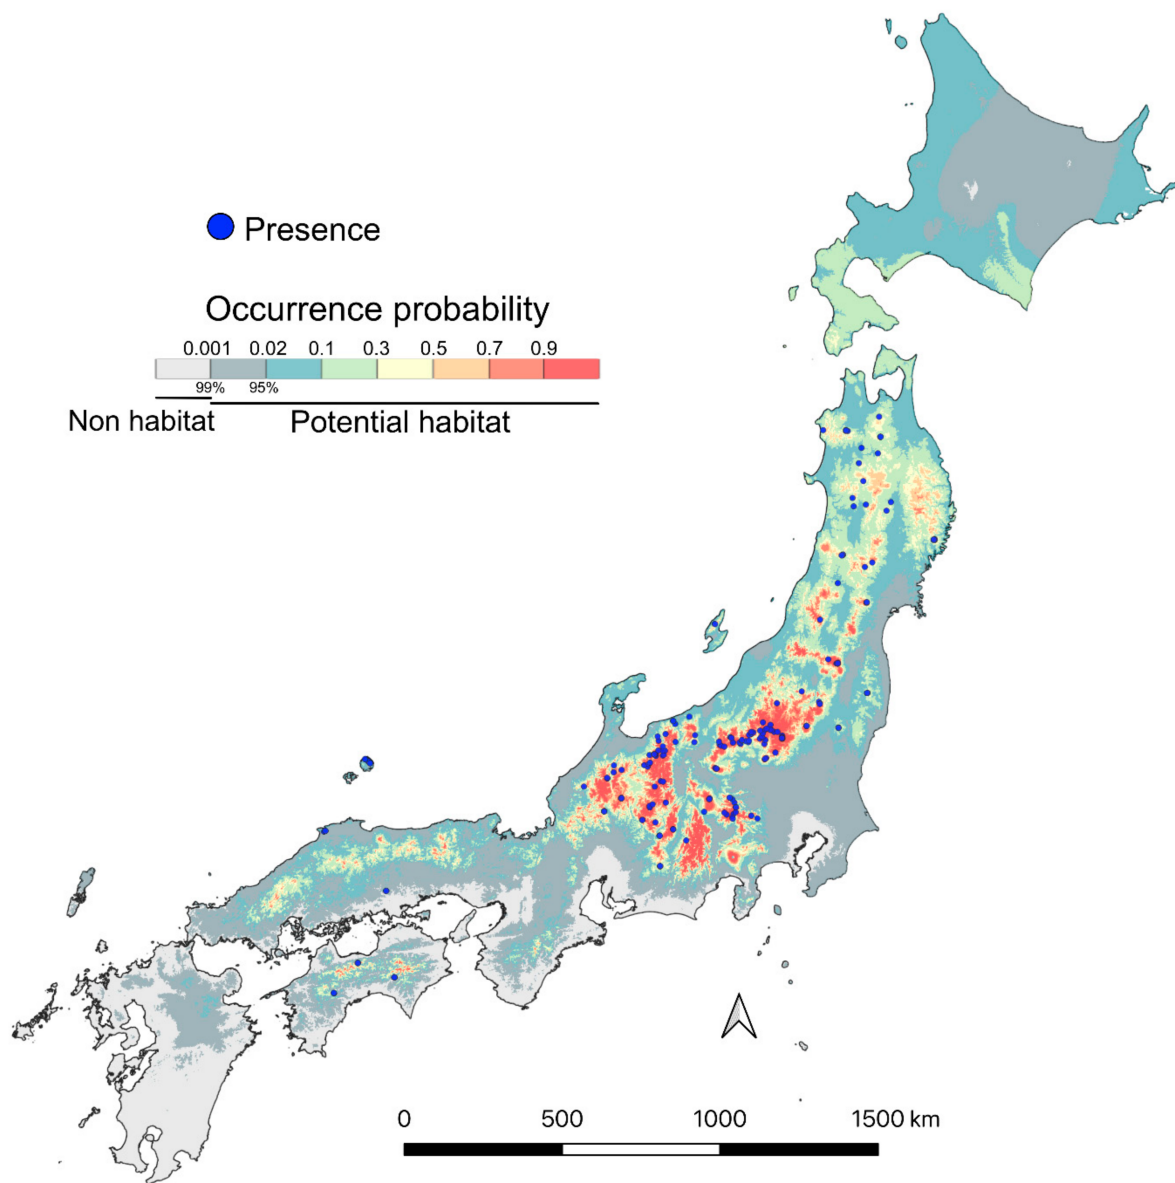 Presence
Occurrence probability
0.001 0.02 0.1 0.3 0.5 0.7 0.9
99% 95%
Non habitat Potential habitat
0 500 1000 1500 km